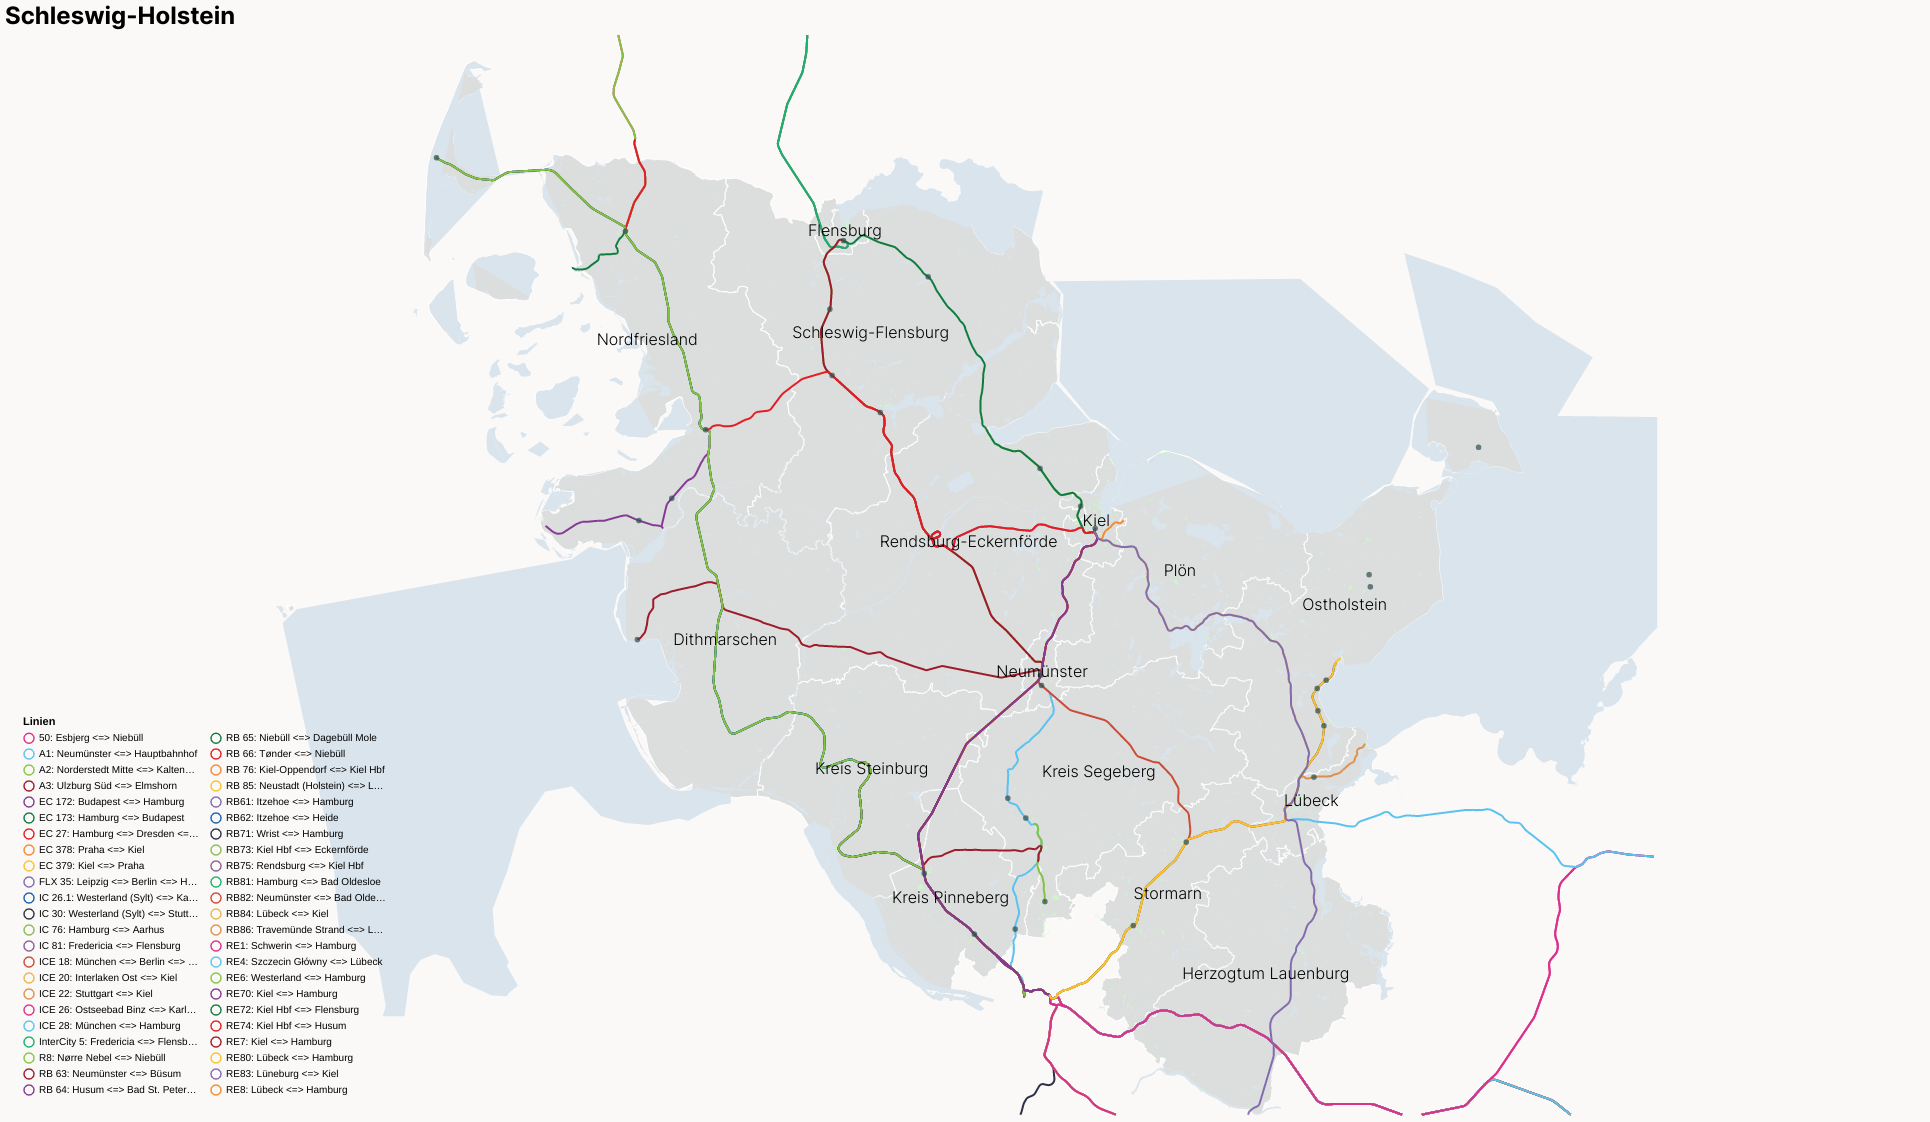 Schleswig-Holstein
Flensburg
Schleswig-Flensburg
Nordfriesland
Kiel
Rendsburg-Eckernförde
Plön
Ostholstein
Dithmarschen
Neumünster
Kreis Steinburg
Kreis Segeberg
Lübeck
Kreis Pinneberg
Stormarn
Herzogtum Lauenburg
Linien
50: Esbjerg <=> Niebüll
A1: Neumünster <=> Hauptbahnhof
A2: Norderstedt Mitte <=> Kalten…
A3: Ulzburg Süd <=> Elmshorn
EC 172: Budapest <=> Hamburg
EC 173: Hamburg <=> Budapest
EC 27: Hamburg <=> Dresden <=…
EC 378: Praha <=> Kiel
EC 379: Kiel <=> Praha
FLX 35: Leipzig <=> Berlin <=> H…
IC 26.1: Westerland (Sylt) <=> Ka…
IC 30: Westerland (Sylt) <=> Stutt…
IC 76: Hamburg <=> Aarhus
IC 81: Fredericia <=> Flensburg
ICE 18: München <=> Berlin <=> …
ICE 20: Interlaken Ost <=> Kiel
ICE 22: Stuttgart <=> Kiel
ICE 26: Ostseebad Binz <=> Karl…
ICE 28: München <=> Hamburg
InterCity 5: Fredericia <=> Flensb…
R8: Nørre Nebel <=> Niebüll
RB 63: Neumünster <=> Büsum
RB 64: Husum <=> Bad St. Peter…
RB 65: Niebüll <=> Dagebüll Mole
RB 66: Tønder <=> Niebüll
RB 76: Kiel-Oppendorf <=> Kiel Hbf
RB 85: Neustadt (Holstein) <=> L…
RB61: Itzehoe <=> Hamburg
RB62: Itzehoe <=> Heide
RB71: Wrist <=> Hamburg
RB73: Kiel Hbf <=> Eckernförde
RB75: Rendsburg <=> Kiel Hbf
RB81: Hamburg <=> Bad Oldesloe
RB82: Neumünster <=> Bad Olde…
RB84: Lübeck <=> Kiel
RB86: Travemünde Strand <=> L…
RE1: Schwerin <=> Hamburg
RE4: Szczecin Główny <=> Lübeck
RE6: Westerland <=> Hamburg
RE70: Kiel <=> Hamburg
RE72: Kiel Hbf <=> Flensburg
RE74: Kiel Hbf <=> Husum
RE7: Kiel <=> Hamburg
RE80: Lübeck <=> Hamburg
RE83: Lüneburg <=> Kiel
RE8: Lübeck <=> Hamburg